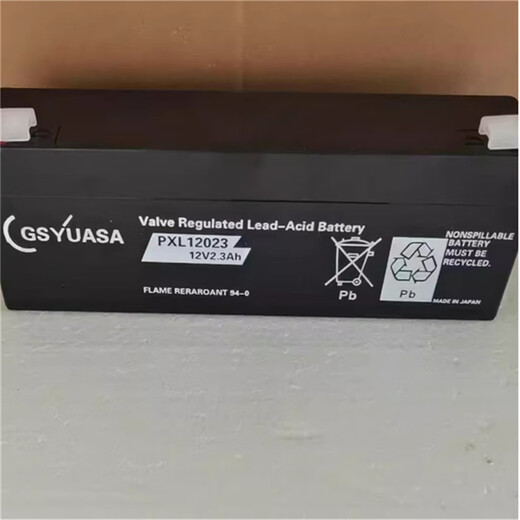 GSYUASA
Valve Regulated Lead-Acid Battery
PXL12023
12V2.3Ah
FLAME RERAROANT 94-0
Pb
Pb
NONSPILLABLE
BATTERY
MUST BE
RECYCLED.
MADE IN JAPAN